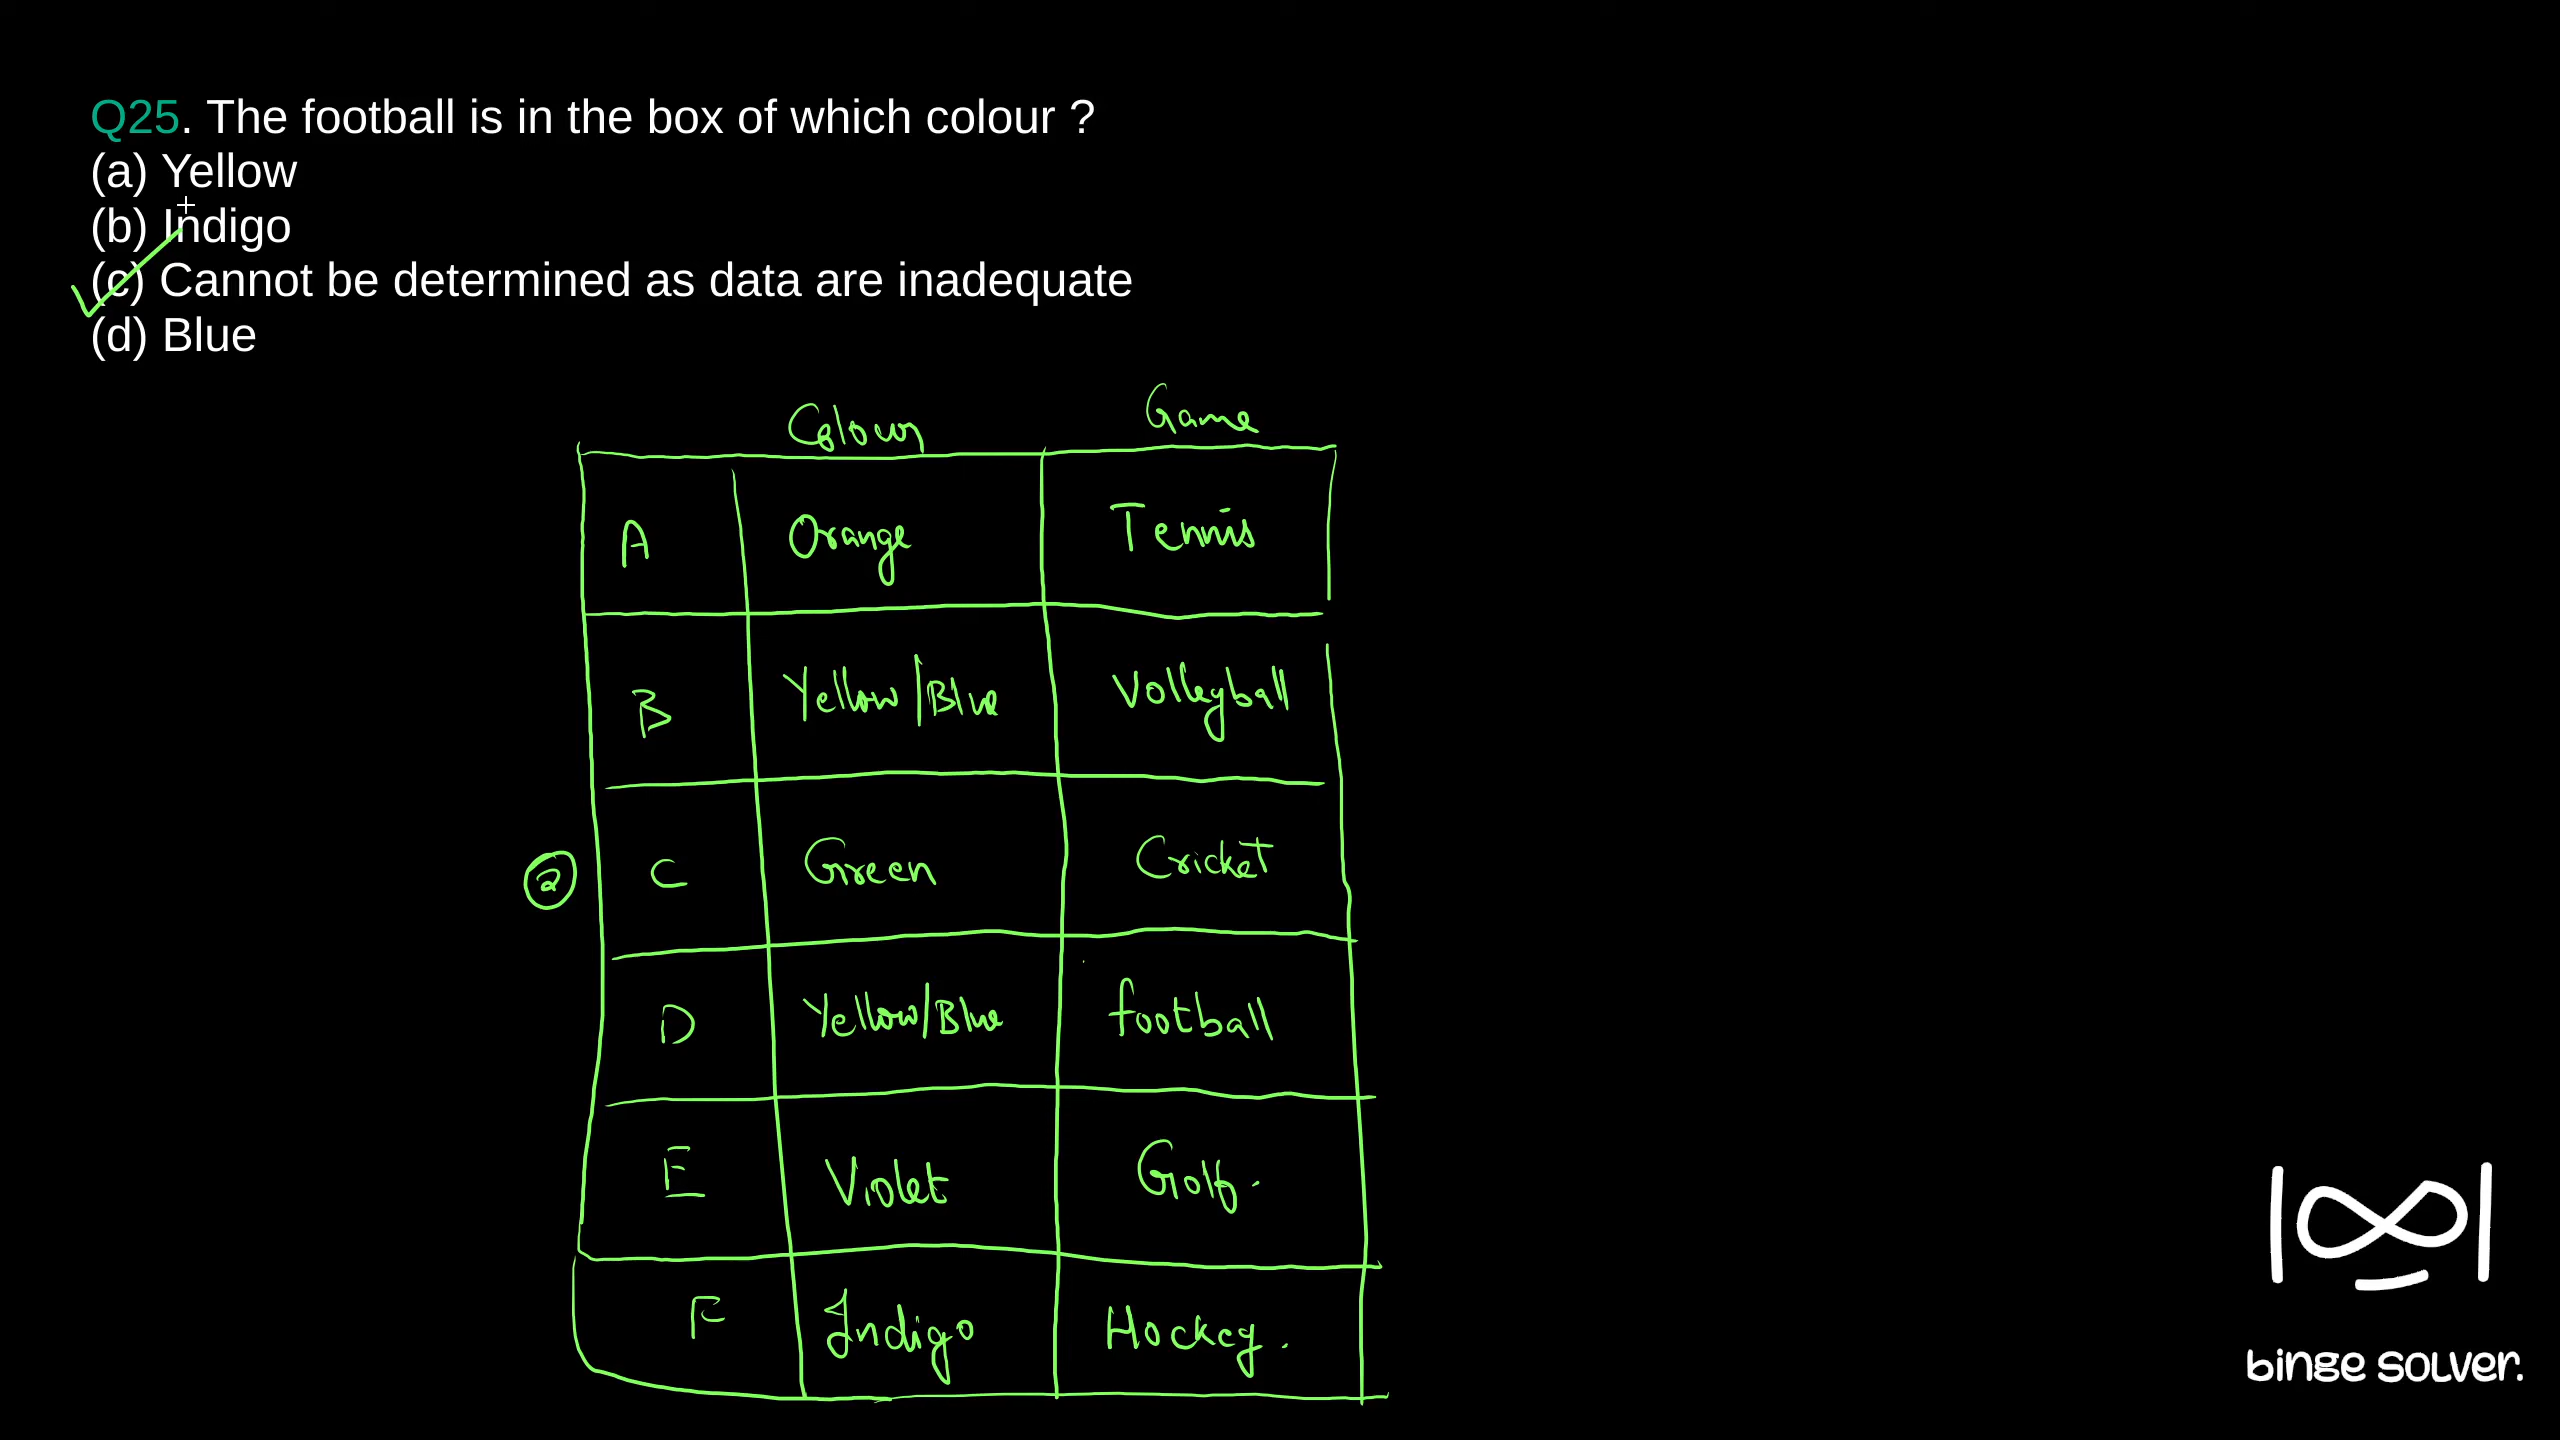 Q25. The football is in the box of which colour ?
(a) Yellow
(b) Indigo
(c) Cannot be determined as data are inadequate
(d) Blue
Colour Game
A Orange Tennis
B Yellow/Blue Volleyball
② C Green Cricket
D Yellow/Blue football
E Violet Golf.
F Indigo Hockey.
binge solver.